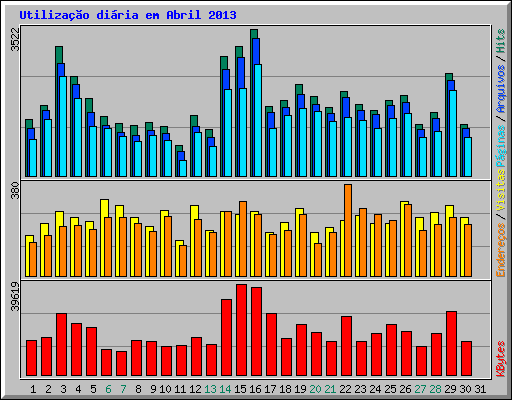 Utilização diária em Abril 2013
3522
380
39619
Endereços / Visitas Páginas / Arquivos / Hits
KBytes
1 2 3 4 5 6 7 8 9 10 11 12 13 14 15 16 17 18 19 20 21 22 23 24 25 26 27 28 29 30 31